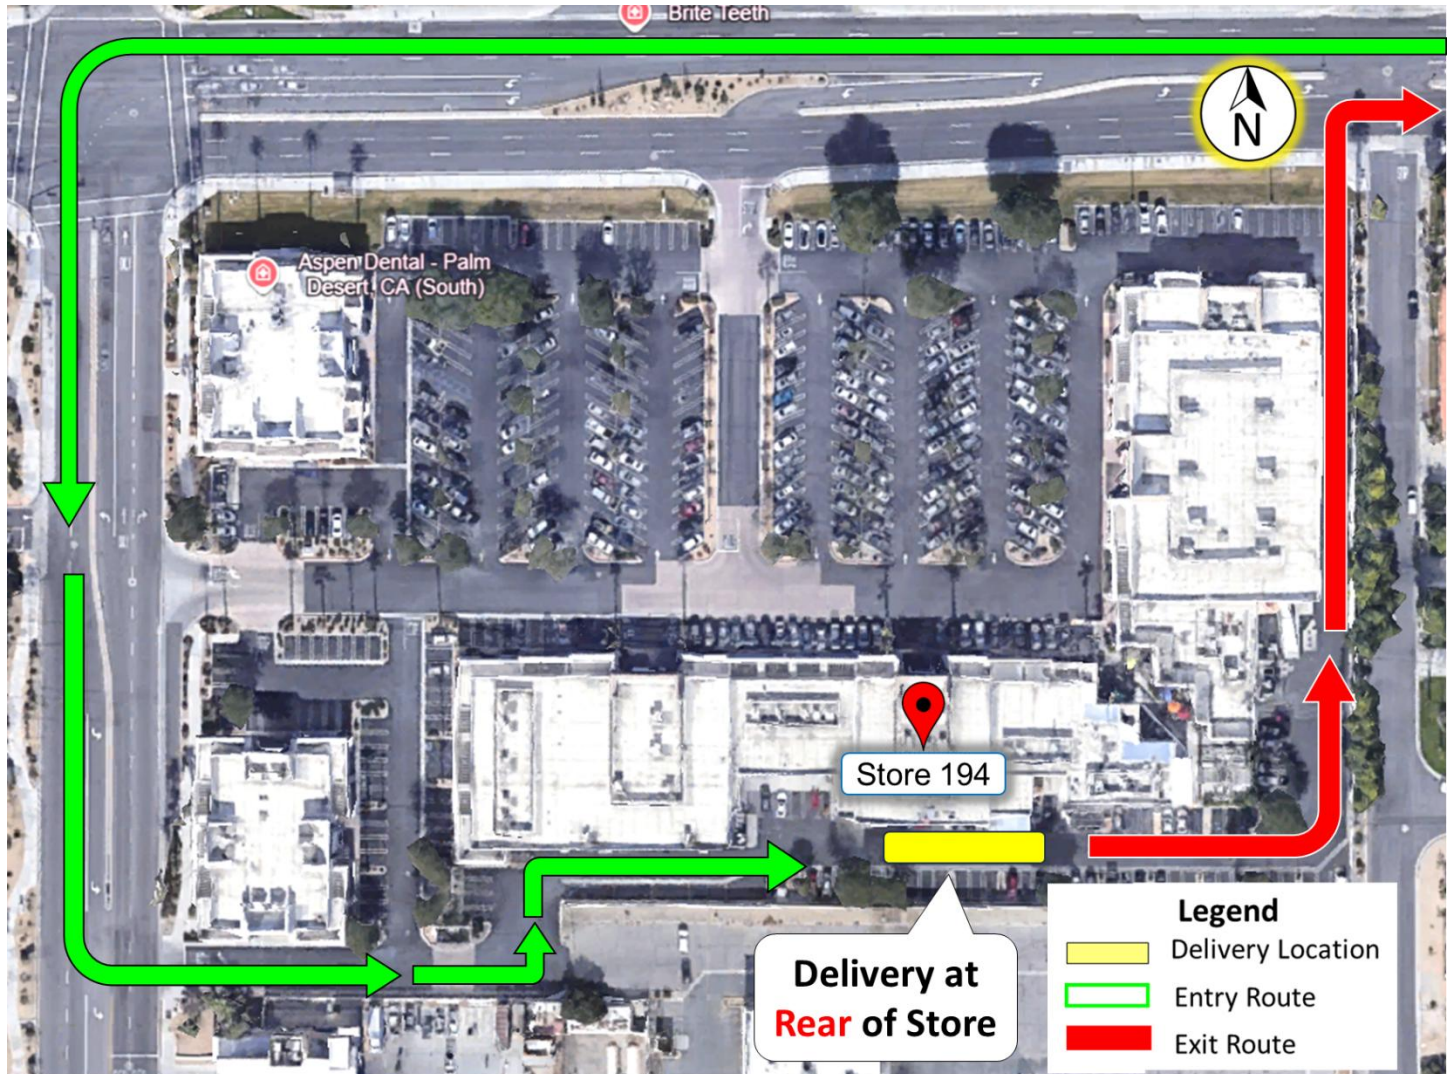 Brite Teeth
N
Aspen Dental - Palm
Desert, CA (South)
Store 194
Delivery at
Rear of Store
Legend
Delivery Location
Entry Route
Exit Route